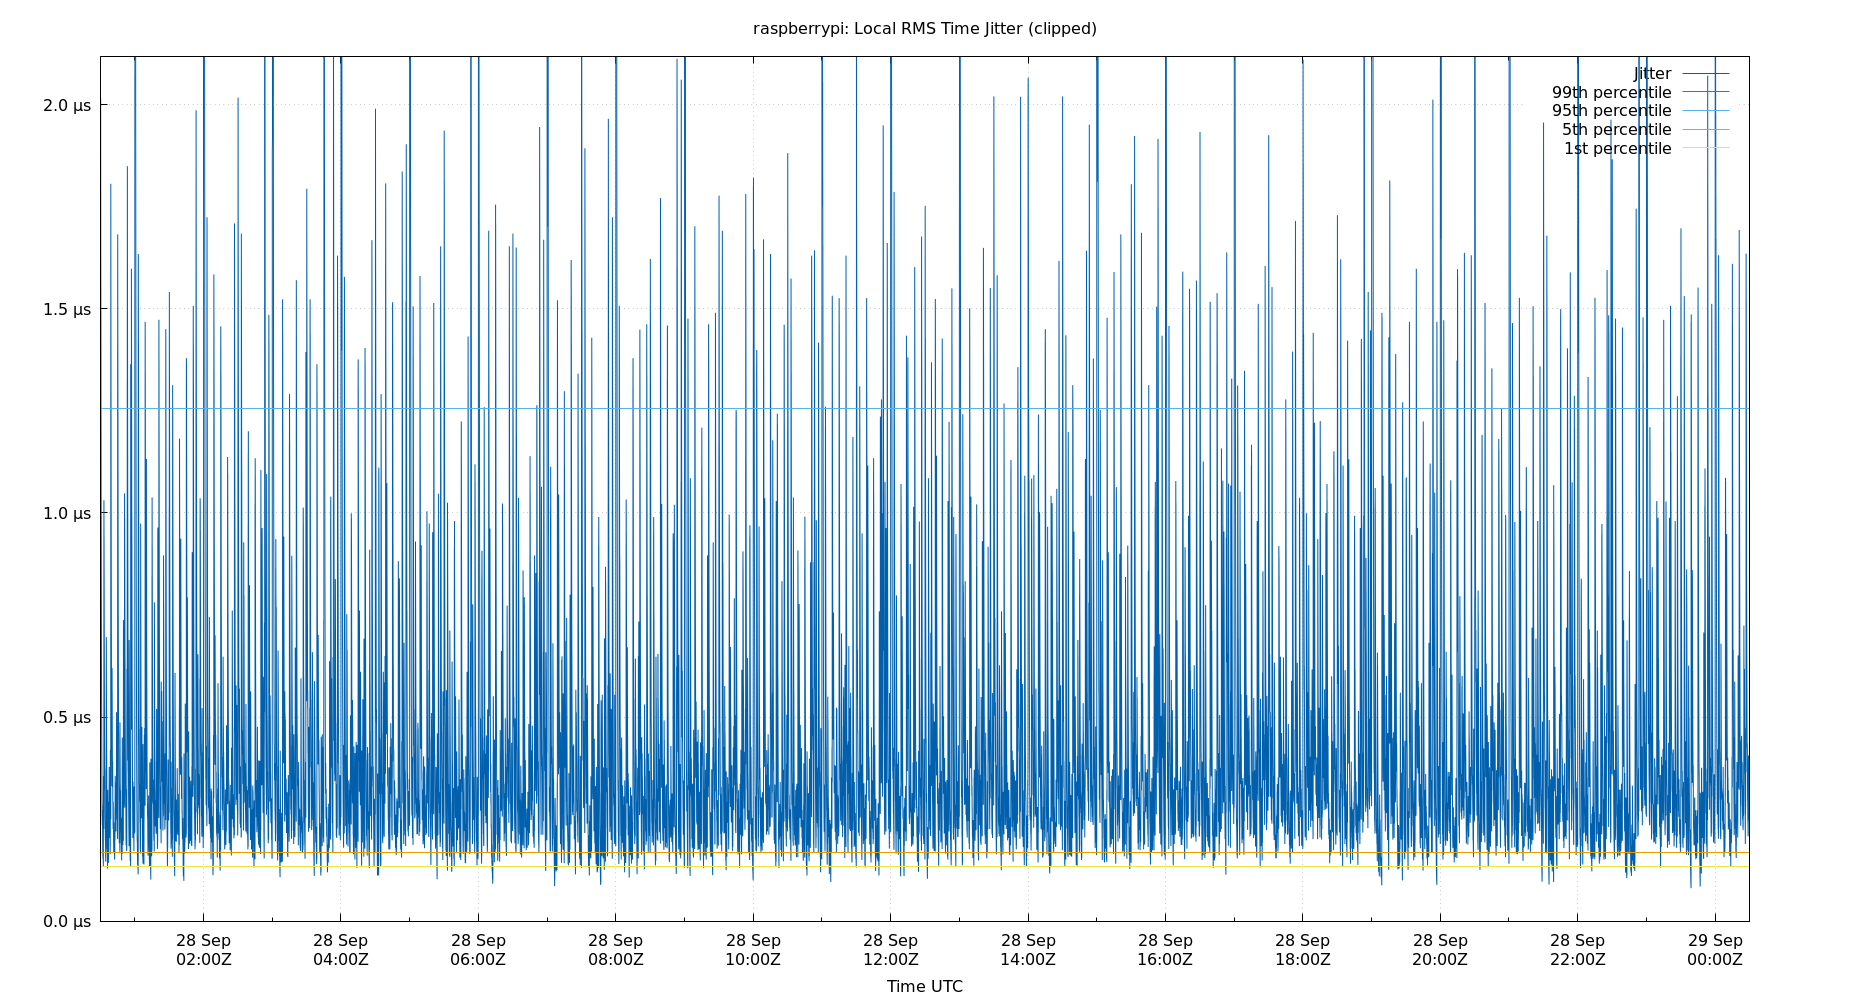 raspberrypi: Local RMS Time Jitter (clipped)
Jitter
99th percentile
95th percentile
5th percentile
1st percentile
2.0 µs
1.5 µs
1.0 µs
0.5 µs
0.0 µs
28 Sep 28 Sep 28 Sep 28 Sep 28 Sep 28 Sep 28 Sep 28 Sep 28 Sep 28 Sep 28 Sep 29 Sep
02:00Z 04:00Z 06:00Z 08:00Z 10:00Z 12:00Z 14:00Z 16:00Z 18:00Z 20:00Z 22:00Z 00:00Z
Time UTC